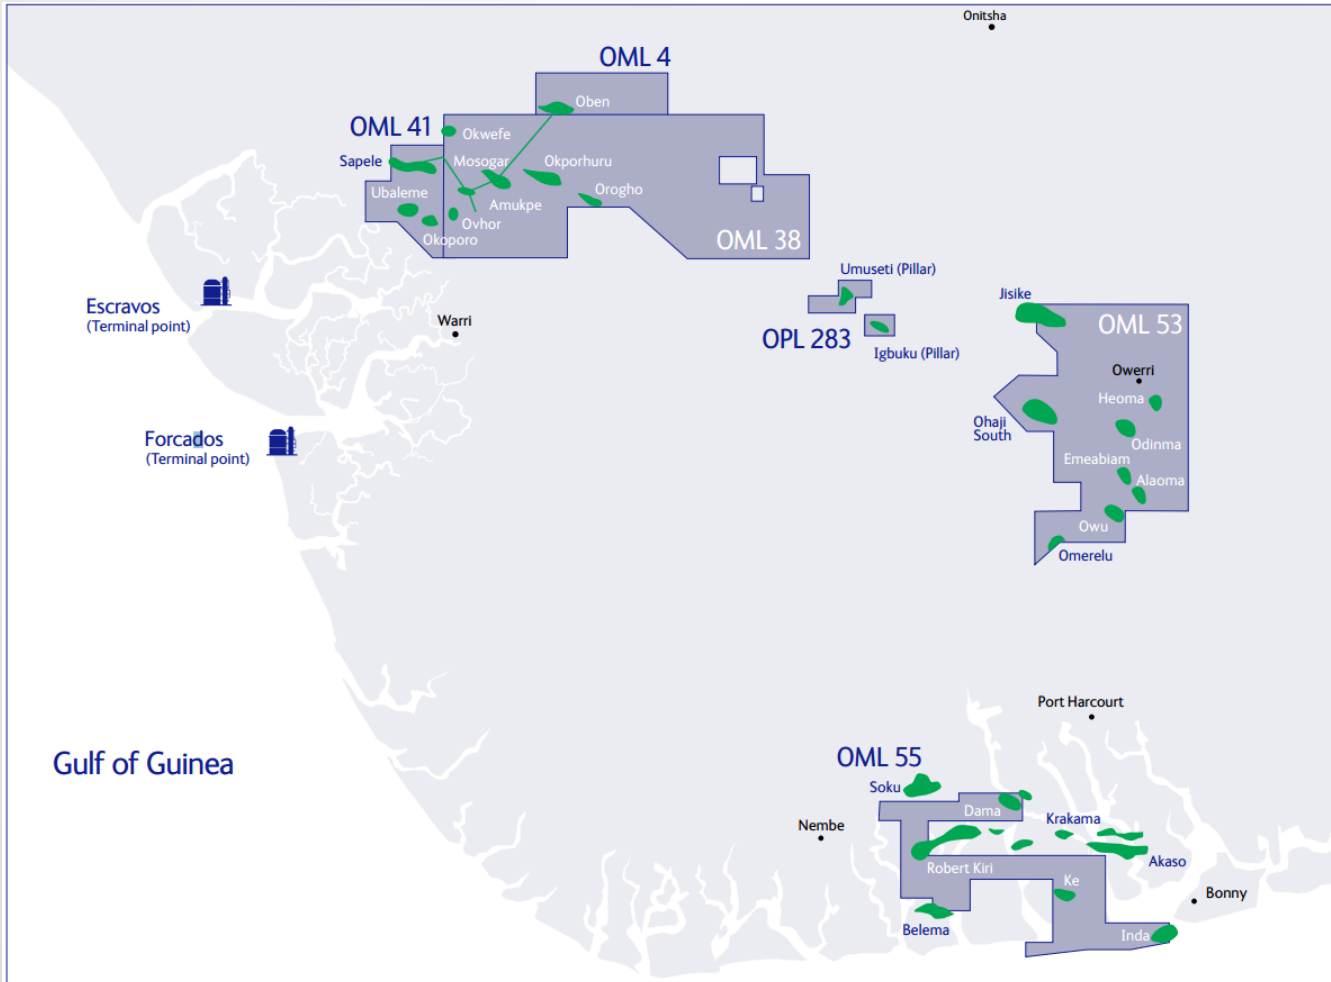 Onitsha
OML 4
Oben
OML 41
Okwefe
Sapele
Mosogar
Okporhuru
Ubaleme
Amukpe
Orogho
Ovhor
Okoporo
OML 38
Umuseti (Pillar)
OPL 283
Igbuku (Pillar)
Jisike
OML 53
Owerri
Heoma
Ohaji
South
Odinma
Emeabiam
Alaoma
Owu
Omerelu
Escravos
(Terminal point)
Warri
Forcados
(Terminal point)
Gulf of Guinea
Port Harcourt
OML 55
Soku
Dama
Krakama
Nembe
Akaso
Robert Kiri
Ke
Bonny
Belema
Inda